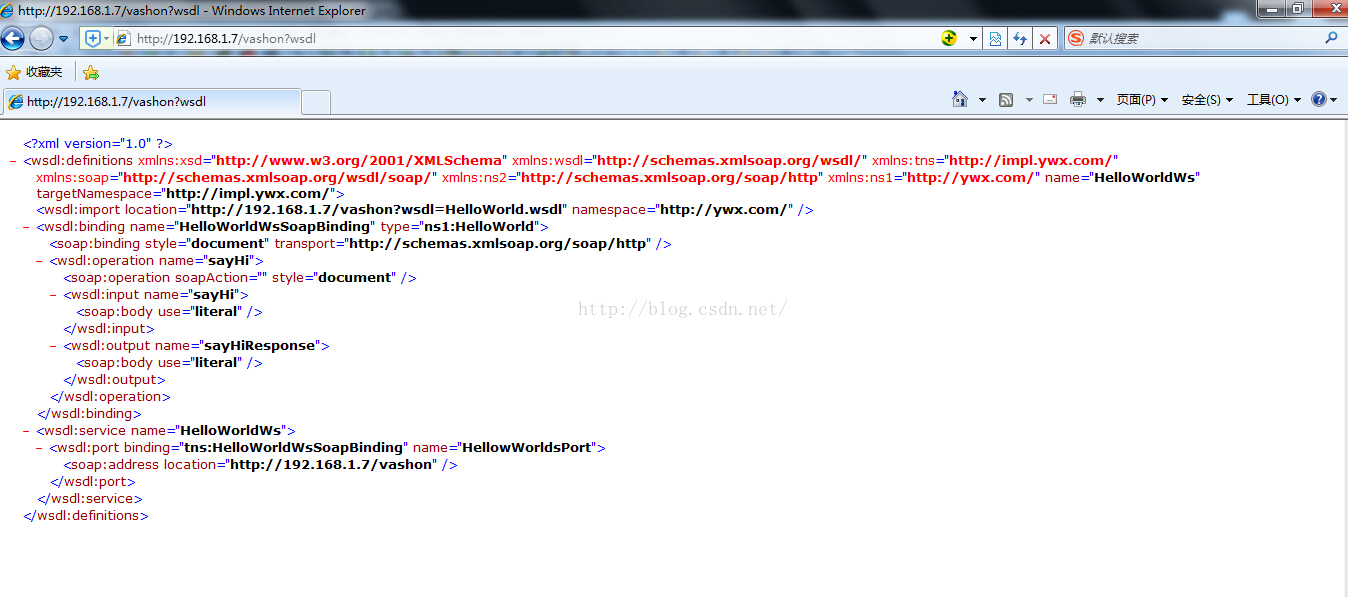 http://192.168.1.7/vashon?wsdl - Windows Internet Explorer
http://192.168.1.7/vashon?wsdl
默认搜索
收藏夹
http://192.168.1.7/vashon?wsdl
页面(P)
安全(S)
工具(O)
<?xml version="1.0" ?>
- <wsdl:definitions xmlns:xsd="http://www.w3.org/2001/XMLSchema" xmlns:wsdl="http://schemas.xmlsoap.org/wsdl/" xmlns:tns="http://impl.ywx.com/"
xmlns:soap="http://schemas.xmlsoap.org/wsdl/soap/" xmlns:ns2="http://schemas.xmlsoap.org/soap/http" xmlns:ns1="http://ywx.com/" name="HelloWorldWs"
targetNamespace="http://impl.ywx.com/">
<wsdl:import location="http://192.168.1.7/vashon?wsdl=HelloWorld.wsdl" namespace="http://ywx.com/" />
- <wsdl:binding name="HelloWorldWsSoapBinding" type="ns1:HelloWorld">
<soap:binding style="document" transport="http://schemas.xmlsoap.org/soap/http" />
- <wsdl:operation name="sayHi">
<soap:operation soapAction="" style="document" />
- <wsdl:input name="sayHi">
<soap:body use="literal" />
</wsdl:input>
- <wsdl:output name="sayHiResponse">
<soap:body use="literal" />
</wsdl:output>
</wsdl:operation>
</wsdl:binding>
- <wsdl:service name="HelloWorldWs">
- <wsdl:port binding="tns:HelloWorldWsSoapBinding" name="HellowWorldsPort">
<soap:address location="http://192.168.1.7/vashon" />
</wsdl:port>
</wsdl:service>
</wsdl:definitions>
http://blog.csdn.net/